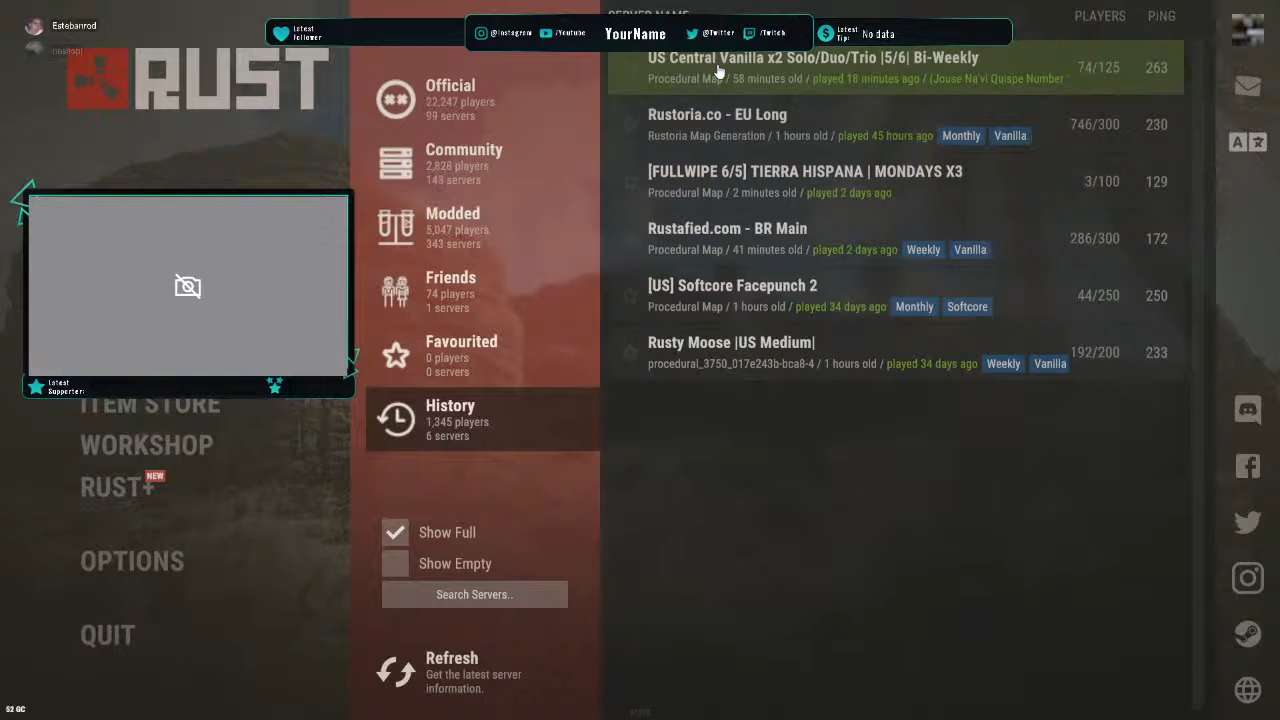 Estebanrod
RUST
Latest
Follower
@Instagram /Youtube YourName @Twitter /Twitch
Latest
Tip: No data
PLAYERS PING
Official
22,247 players
99 servers
Community
2,828 players
143 servers
Modded
5,047 players
343 servers
Friends
74 players
1 servers
Favourited
0 players
0 servers
History
1,345 players
6 servers
Show Full
Show Empty
Search Servers..
Refresh
Get the latest server
information.
US Central Vanilla x2 Solo/Duo/Trio |5/6| Bi-Weekly 74/125 263
Procedural Map / 58 minutes old / played 18 minutes ago / (Jouse Na'vi Quispe Number
Rustoria.co - EU Long 746/300 230
Rustoria Map Generation / 1 hours old / played 45 hours ago Monthly Vanilla
[FULLWIPE 6/5] TIERRA HISPANA | MONDAYS X3 3/100 129
Procedural Map / 2 minutes old / played 2 days ago
Rustafied.com - BR Main 286/300 172
Procedural Map / 41 minutes old / played 2 days ago Weekly Vanilla
[US] Softcore Facepunch 2 44/250 250
Procedural Map / 1 hours old / played 34 days ago Monthly Softcore
Rusty Moose |US Medium| 192/200 233
procedural_3750_017e243b-bca8-4 / 1 hours old / played 34 days ago Weekly Vanilla
Latest
Supporter:
ITEM STORE
WORKSHOP
RUST+ NEW
OPTIONS
QUIT
52 GC